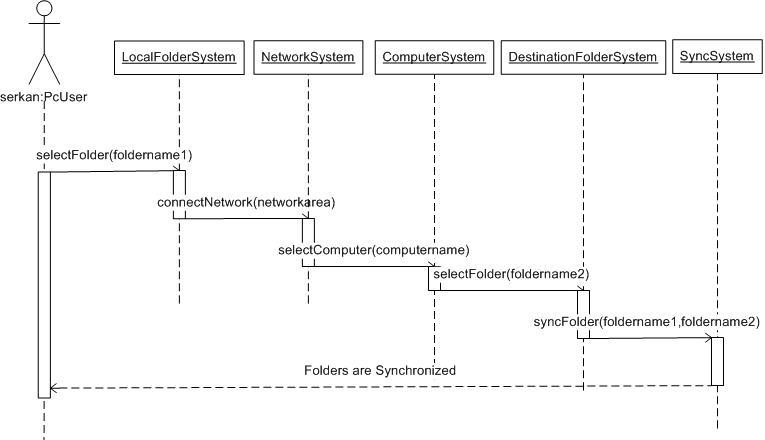 LocalFolderSystem
NetworkSystem
ComputerSystem
DestinationFolderSystem
SyncSystem
serkan:PcUser
selectFolder(foldername1)
connectNetwork(networkarea)
selectComputer(computername)
selectFolder(foldername2)
syncFolder(foldername1,foldername2)
Folders are Synchronized